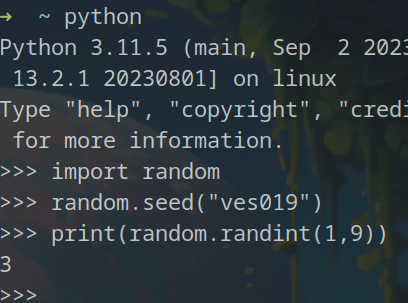 → ~ python
Python 3.11.5 (main, Sep 2 2023
13.2.1 20230801] on linux
Type "help", "copyright", "credi
for more information.
>>> import random
>>> random.seed("ves019")
>>> print(random.randint(1,9))
3
>>>